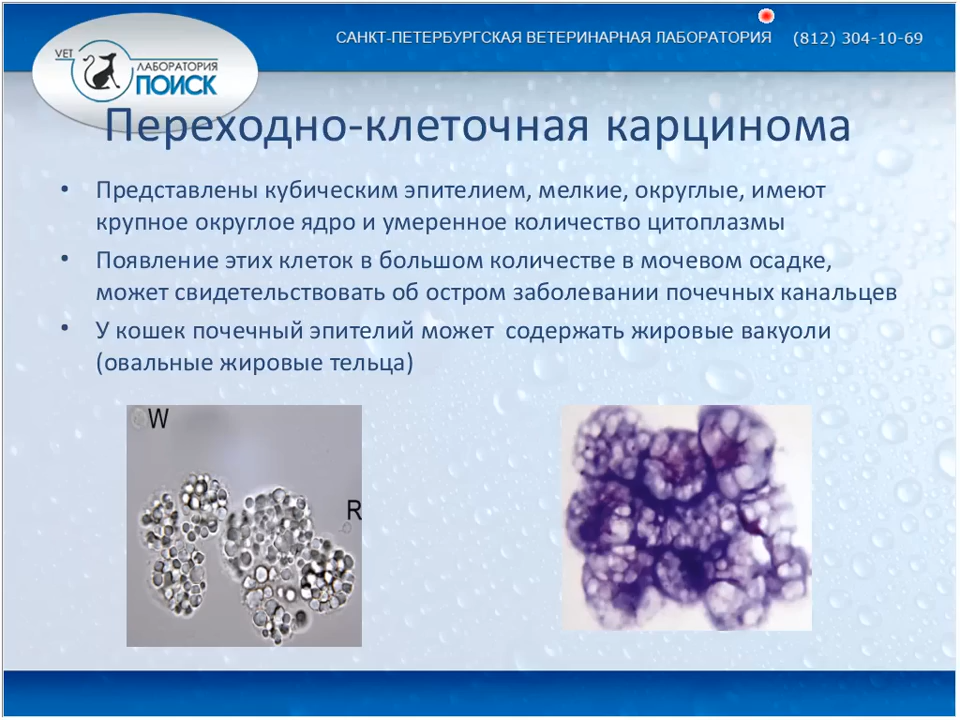 САНКТ-ПЕТЕРБУРГСКАЯ ВЕТЕРИНАРНАЯ ЛАБОРАТОРИЯ (812) 304-10-69
VET
ЛАБОРАТОРИЯ
ПОИСК
Переходно-клеточная карцинома
• Представлены кубическим эпителием, мелкие, округлые, имеют
крупное округлое ядро и умеренное количество цитоплазмы
• Появление этих клеток в большом количестве в мочевом осадке,
может свидетельствовать об остром заболевании почечных канальцев
• У кошек почечный эпителий может содержать жировые вакуоли
(овальные жировые тельца)
W
R